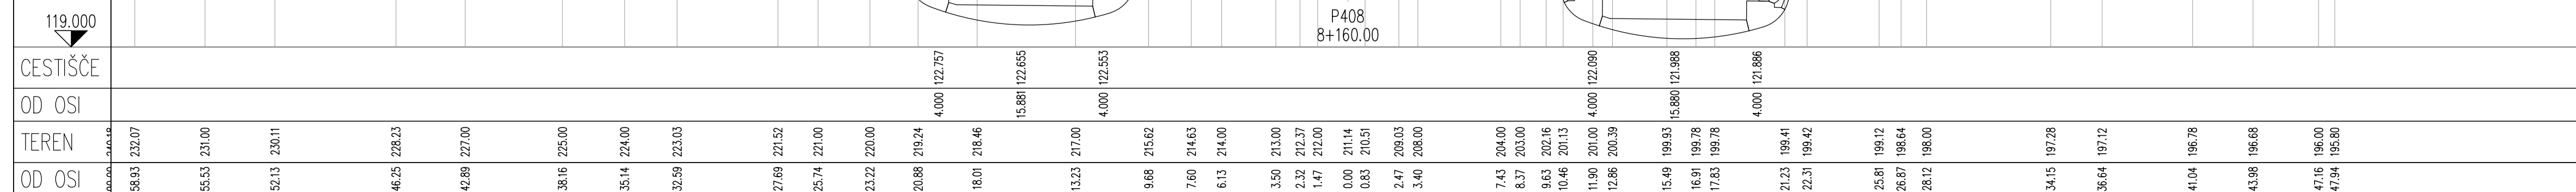 119.000
P408
8+160.00
CESTIŠČE 122.757 122.655 122.553 122.090 121.988 121.886
OD OSI 4.000 15.881 4.000 4.000 15.880 4.000
TEREN 232.07 231.00 230.11 228.23 227.00 225.00 224.00 223.03 221.52 221.00 220.00 219.24 218.46 217.00 215.62 214.63 214.00 213.00 212.37 212.00 211.14 210.51 209.03 208.00 204.00 203.00 202.16 201.13 201.00 200.39 199.93 199.78 199.78 199.41 199.42 199.12 198.64 198.00 197.28 197.12 196.78 196.68 196.00 195.80
OD OSI 58.93 55.53 52.13 46.25 42.89 38.16 35.14 32.59 27.69 25.74 23.22 20.88 18.01 13.23 9.68 7.60 6.13 3.50 2.32 1.47 0.00 0.83 2.47 3.40 7.43 8.37 9.63 10.46 11.90 12.86 15.49 16.91 17.83 21.23 22.31 25.81 26.87 28.12 34.15 36.64 41.04 43.98 47.16 47.94